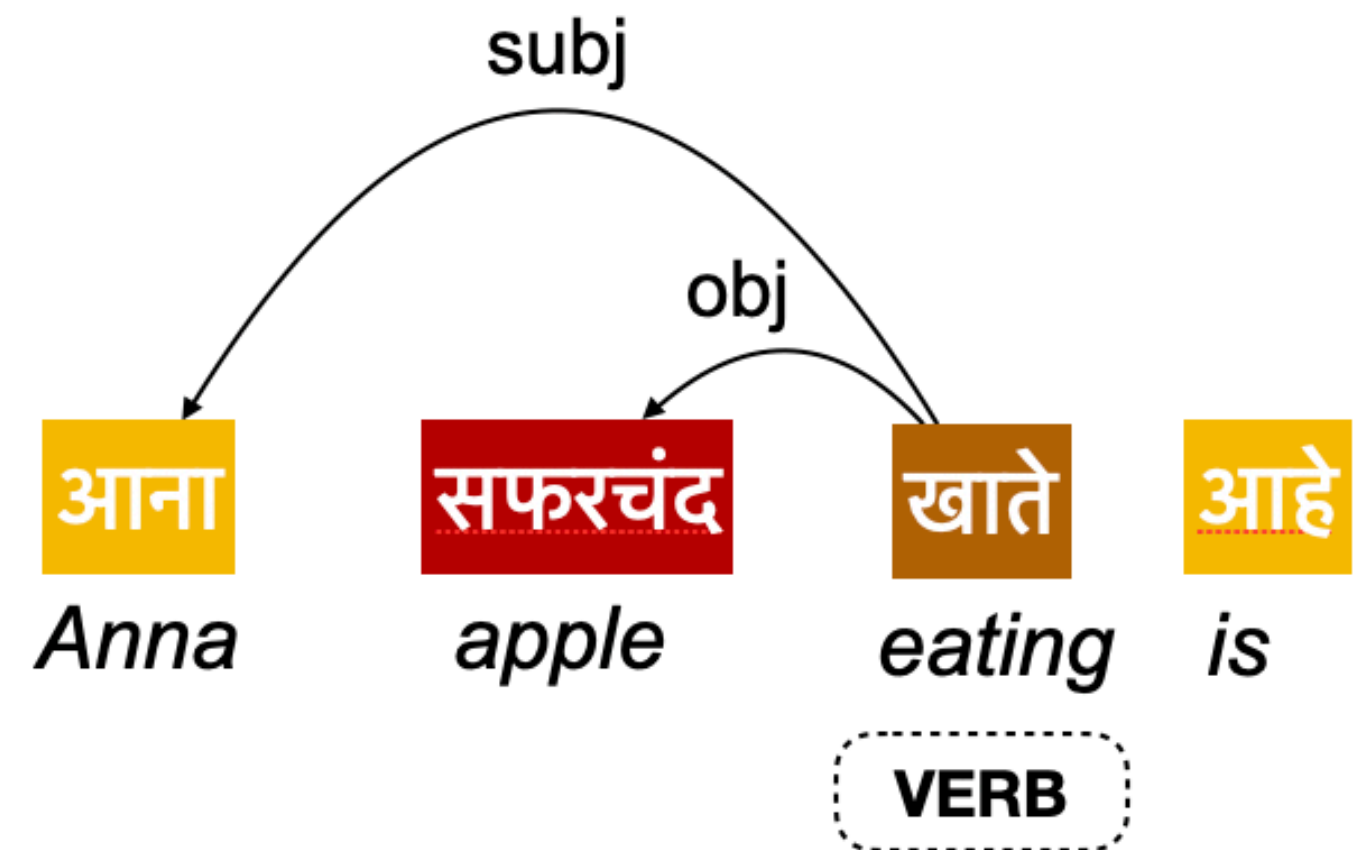 subj
obj
आना सफरचंद खाते आहे
Anna apple eating is
VERB